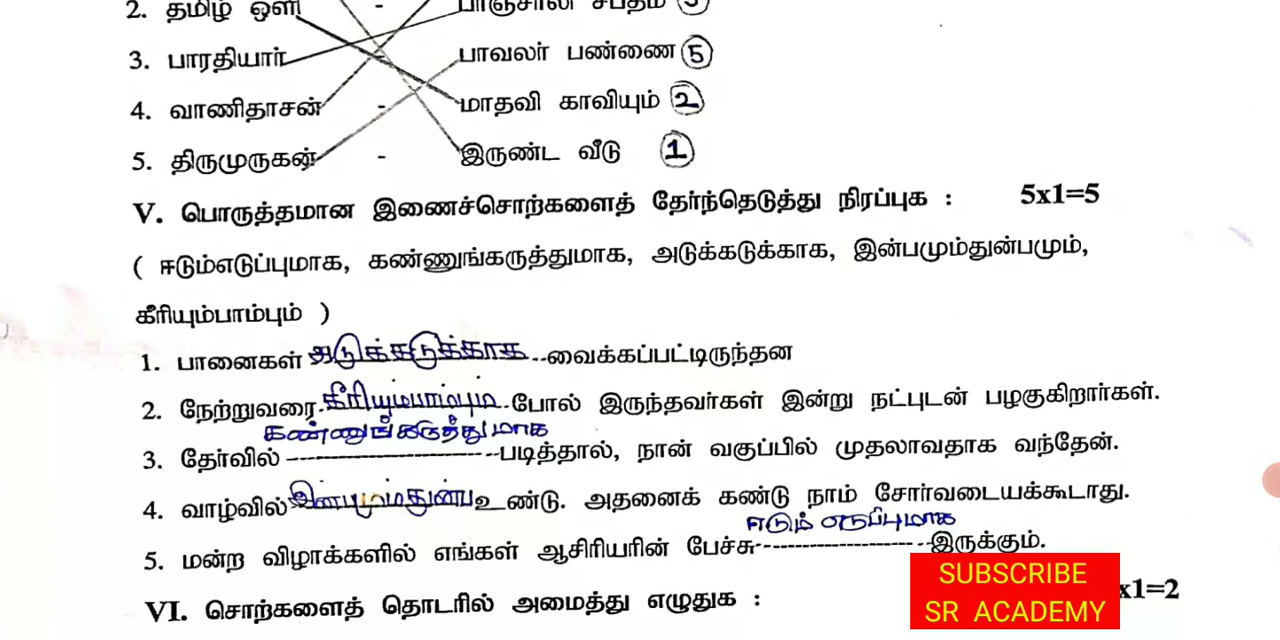 2. தமிழ் ஒளி - பாஞ்சாலி சபதம் 3
3. பாரதியார் பாவலர் பண்ணை 5
4. வாணிதாசன் - மாதவி காவியும் 2
5. திருமுருகன் - இருண்ட வீடு 1
V. பொருத்தமான இணைச்சொற்களைத் தேர்ந்தெடுத்து நிரப்புக : 5x1=5
( ஈடும்எடுப்புமாக, கண்ணுங்கருத்துமாக, அடுக்கடுக்காக, இன்பமும்துன்பமும்,
கீரியும்பாம்பும் )
1. பானைகள் அடுக்கடுக்காக வைக்கப்பட்டிருந்தன
2. நேற்றுவரை கீரியும்பாம்பும் போல் இருந்தவர்கள் இன்று நட்புடன் பழகுகிறார்கள்.
கண்ணுங்கருத்துமாக
3. தேர்வில் ---------- படித்தால், நான் வகுப்பில் முதலாவதாக வந்தேன்.
4. வாழ்வில் இன்பமும்துன்ப உண்டு. அதனைக் கண்டு நாம் சோர்வடையக்கூடாது.
ஈடும் எடுப்புமாக
5. மன்ற விழாக்களில் எங்கள் ஆசிரியரின் பேச்சு ---------- இருக்கும்.
VI. சொற்களைத் தொடரில் அமைத்து எழுதுக : x1=2
SUBSCRIBE
SR ACADEMY